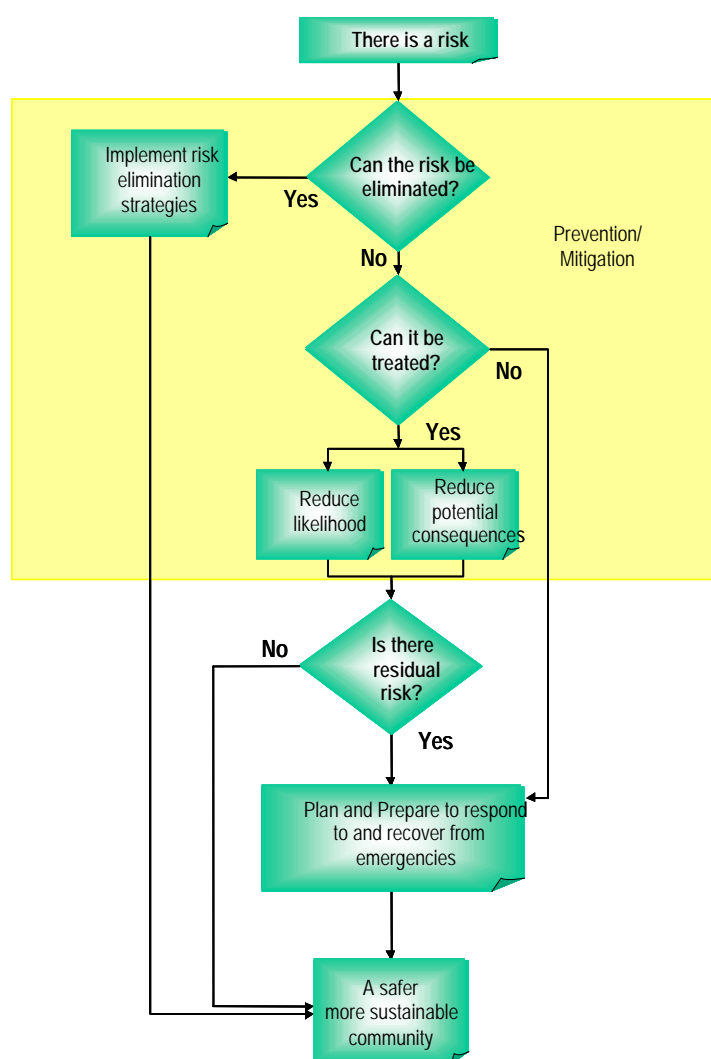 There is a risk
Can the risk be
eliminated?
Implement risk
elimination
strategies
Yes
Prevention/
Mitigation
No
Can it be
treated?
No
Yes
Reduce
likelihood
Reduce
potential
consequences
Is there
residual
risk?
No
Yes
Plan and Prepare to respond
to and recover from
emergencies
A safer
more sustainable
community